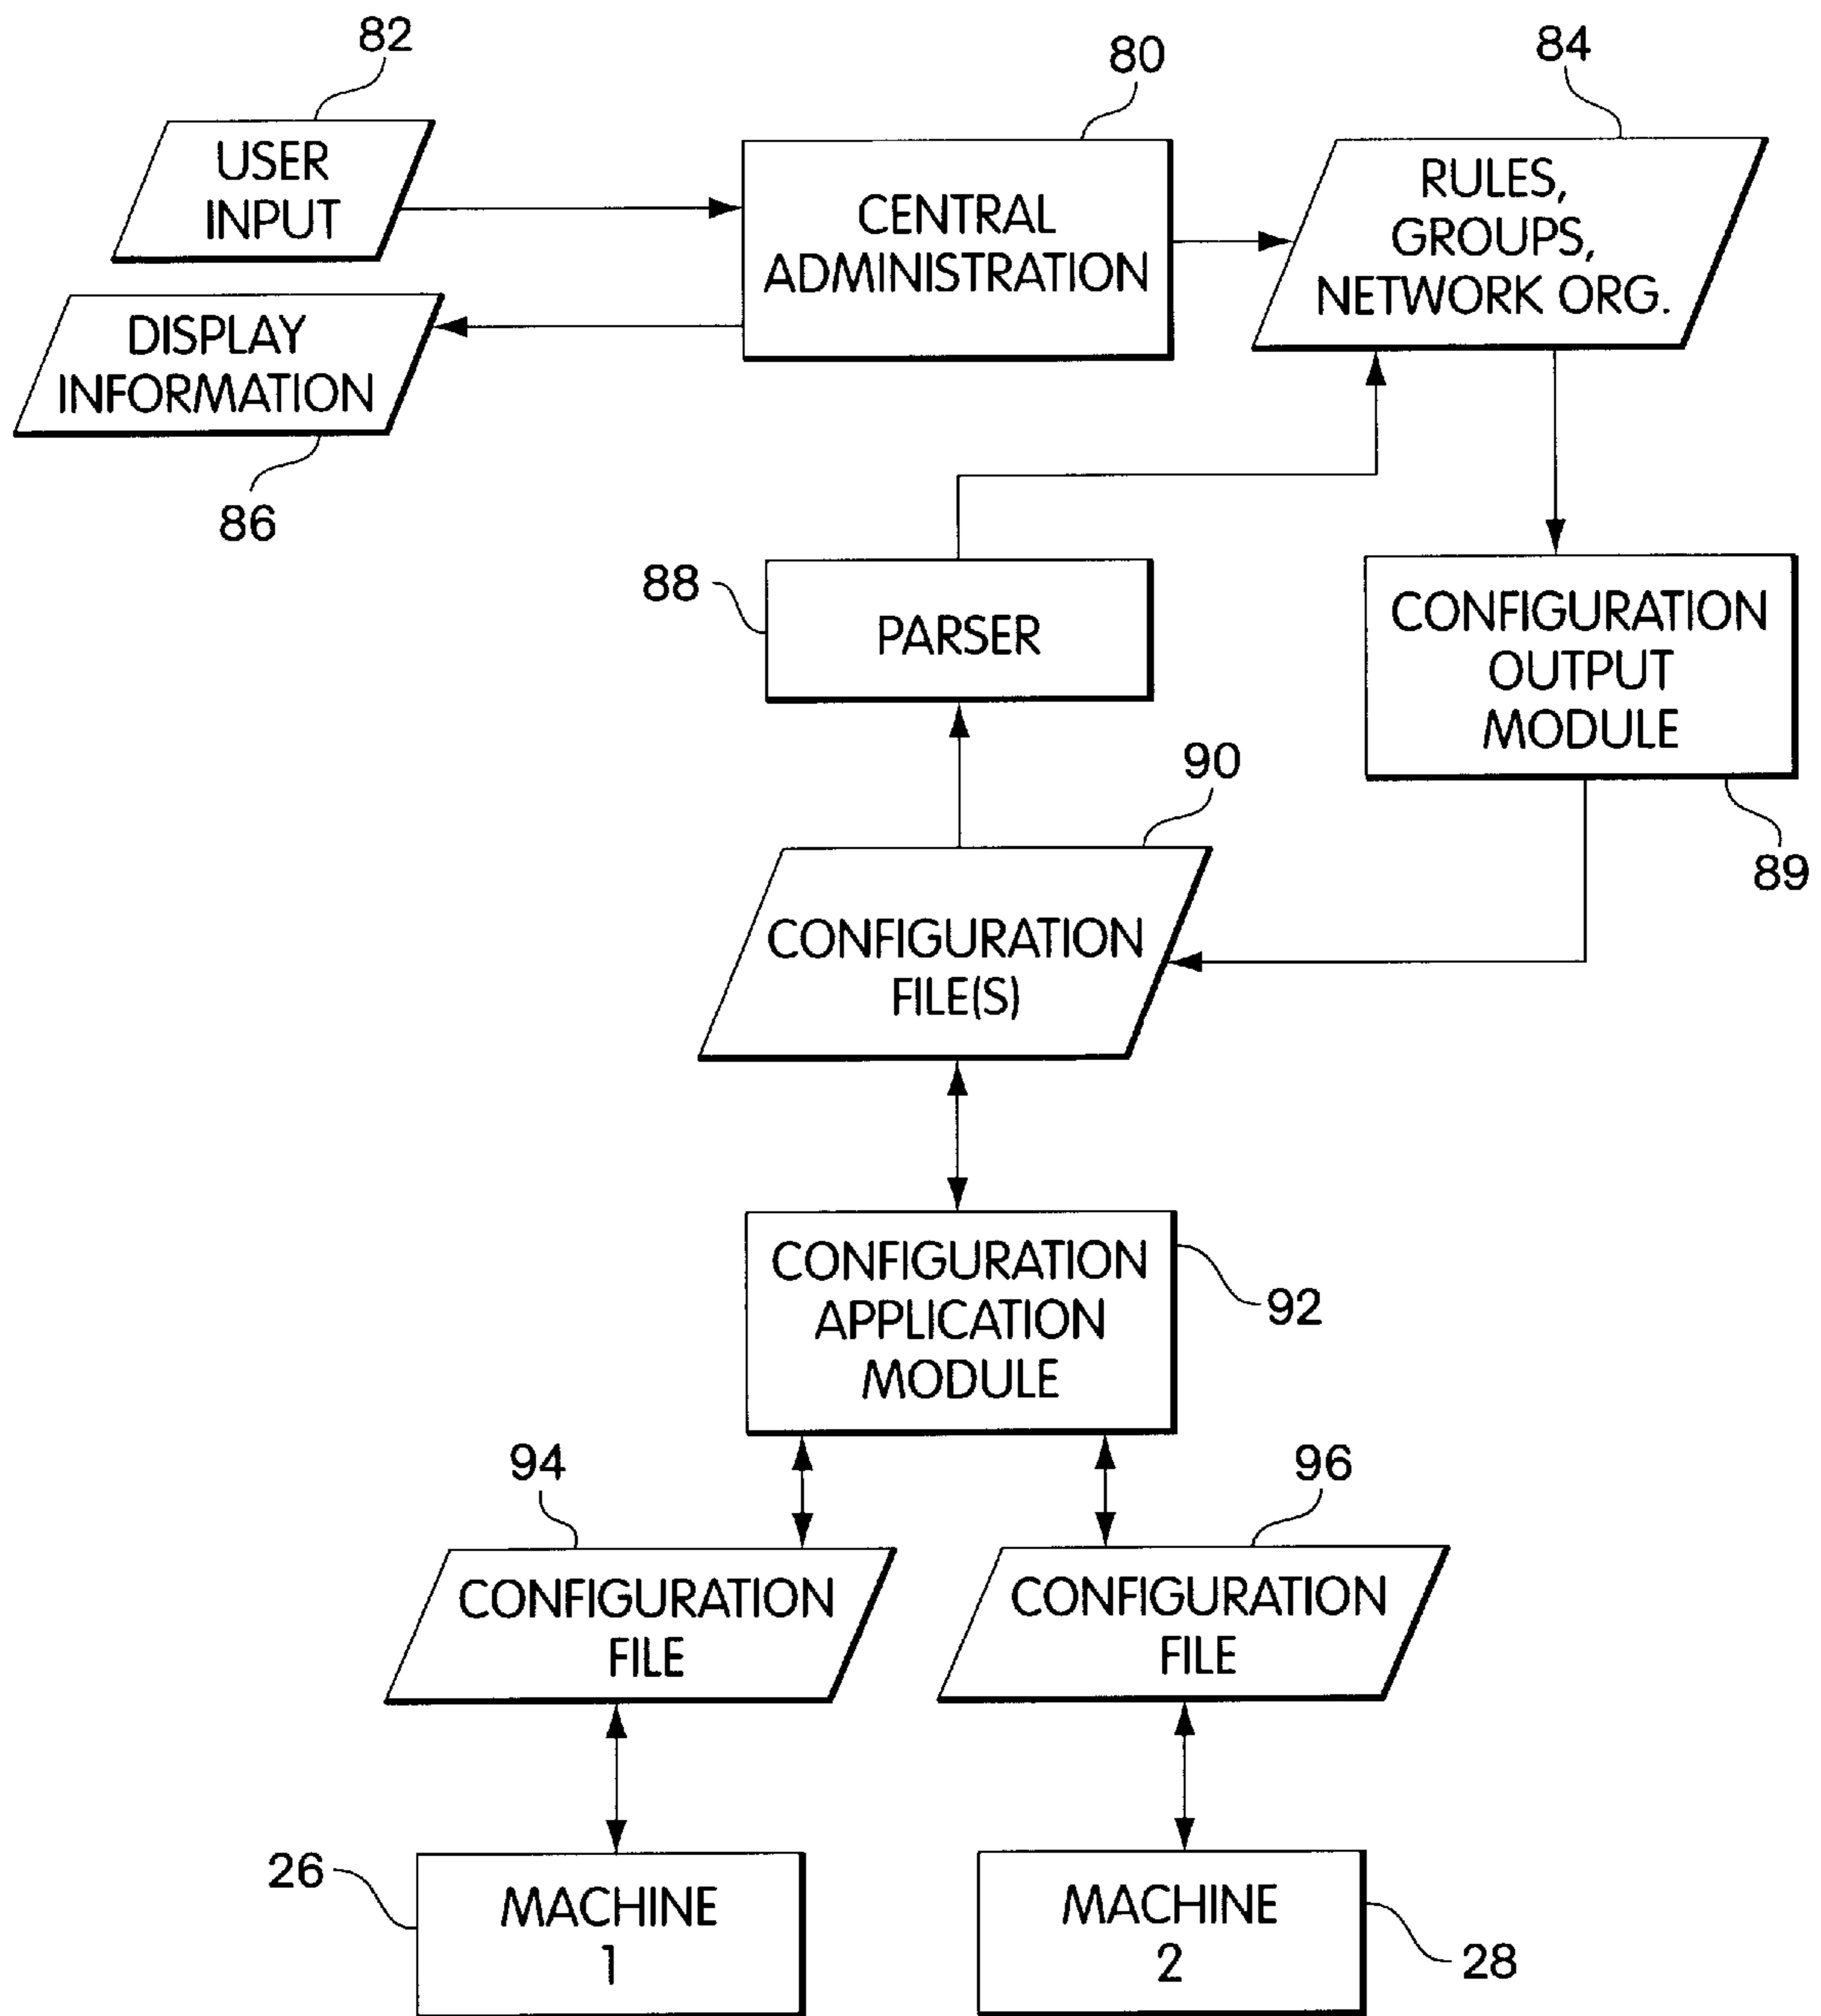 82
80
84
USER
INPUT
CENTRAL
ADMINISTRATION
RULES,
GROUPS,
NETWORK ORG.
DISPLAY
INFORMATION
86
88
PARSER
CONFIGURATION
OUTPUT
MODULE
89
90
CONFIGURATION
FILE(S)
CONFIGURATION
APPLICATION
MODULE
92
94
96
CONFIGURATION
FILE
CONFIGURATION
FILE
26
MACHINE
1
MACHINE
2
28